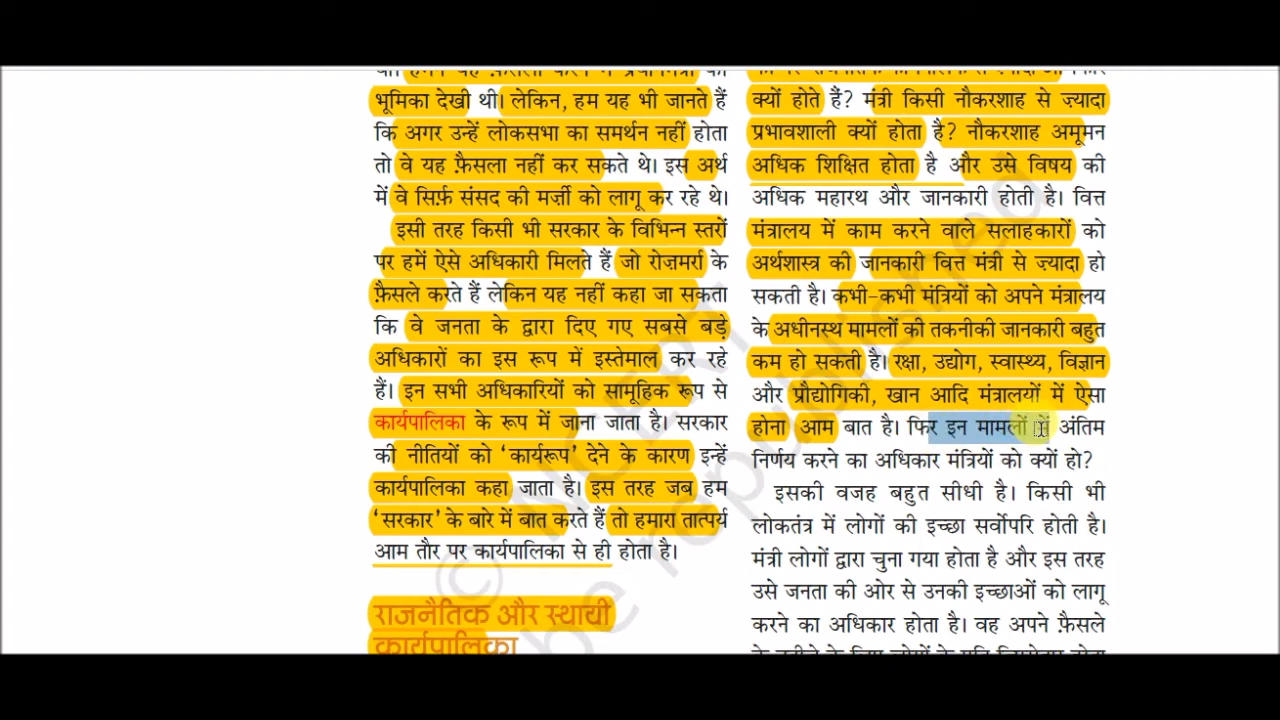 भूमिका देखी थी। लेकिन, हम यह भी जानते हैं
कि अगर उन्हें लोकसभा का समर्थन नहीं होता
तो वे यह फ़ैसला नहीं कर सकते थे। इस अर्थ
में वे सिर्फ़ संसद की मर्जी को लागू कर रहे थे।
इसी तरह किसी भी सरकार के विभिन्न स्तरों
पर हमें ऐसे अधिकारी मिलते हैं जो रोज़मर्रा के
फ़ैसले करते हैं लेकिन यह नहीं कहा जा सकता
कि वे जनता के द्वारा दिए गए सबसे बड़े
अधिकारों का इस रूप में इस्तेमाल कर रहे
हैं। इन सभी अधिकारियों को सामूहिक रूप से
कार्यपालिका के रूप में जाना जाता है। सरकार
की नीतियों को ‘कार्यरूप’ देने के कारण इन्हें
कार्यपालिका कहा जाता है। इस तरह जब हम
‘सरकार’ के बारे में बात करते हैं तो हमारा तात्पर्य
आम तौर पर कार्यपालिका से ही होता है।
राजनैतिक और स्थायी
कार्यपालिका
क्यों होते हैं? मंत्री किसी नौकरशाह से ज्यादा
प्रभावशाली क्यों होता है? नौकरशाह अमूमन
अधिक शिक्षित होता है और उसे विषय की
अधिक महारथ और जानकारी होती है। वित्त
मंत्रालय में काम करने वाले सलाहकारों को
अर्थशास्त्र की जानकारी वित्त मंत्री से ज्यादा हो
सकती है। कभी-कभी मंत्रियों को अपने मंत्रालय
के अधीनस्थ मामलों की तकनीकी जानकारी बहुत
कम हो सकती है। रक्षा, उद्योग, स्वास्थ्य, विज्ञान
और प्रौद्योगिकी, खान आदि मंत्रालयों में ऐसा
होना आम बात है। फिर इन मामलों में अंतिम
निर्णय करने का अधिकार मंत्रियों को क्यों हो?
इसकी वजह बहुत सीधी है। किसी भी
लोकतंत्र में लोगों की इच्छा सर्वोपरि होती है।
मंत्री लोगों द्वारा चुना गया होता है और इस तरह
उसे जनता की ओर से उनकी इच्छाओं को लागू
करने का अधिकार होता है। वह अपने फ़ैसले
© NCERT
be republished